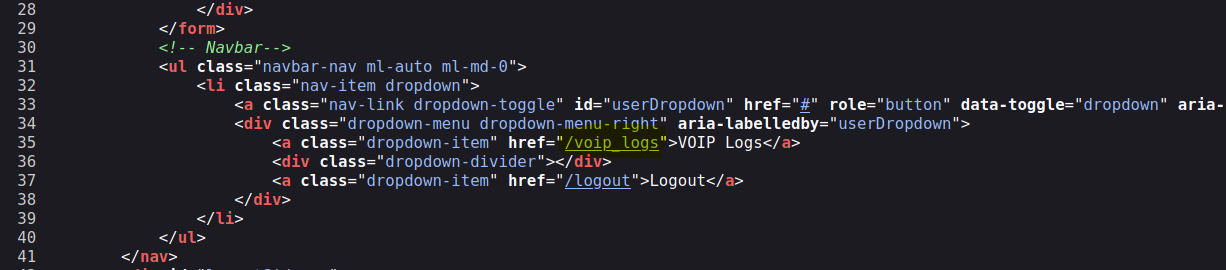 28 </div>
29 </form>
30 <!-- Navbar-->
31 <ul class="navbar-nav ml-auto ml-md-0">
32 <li class="nav-item dropdown">
33 <a class="nav-link dropdown-toggle" id="userDropdown" href="#" role="button" data-toggle="dropdown" aria-
34 <div class="dropdown-menu dropdown-menu-right" aria-labelledby="userDropdown">
35 <a class="dropdown-item" href="/voip_logs">VOIP Logs</a>
36 <div class="dropdown-divider"></div>
37 <a class="dropdown-item" href="/logout">Logout</a>
38 </div>
39 </li>
40 </ul>
41 </nav>